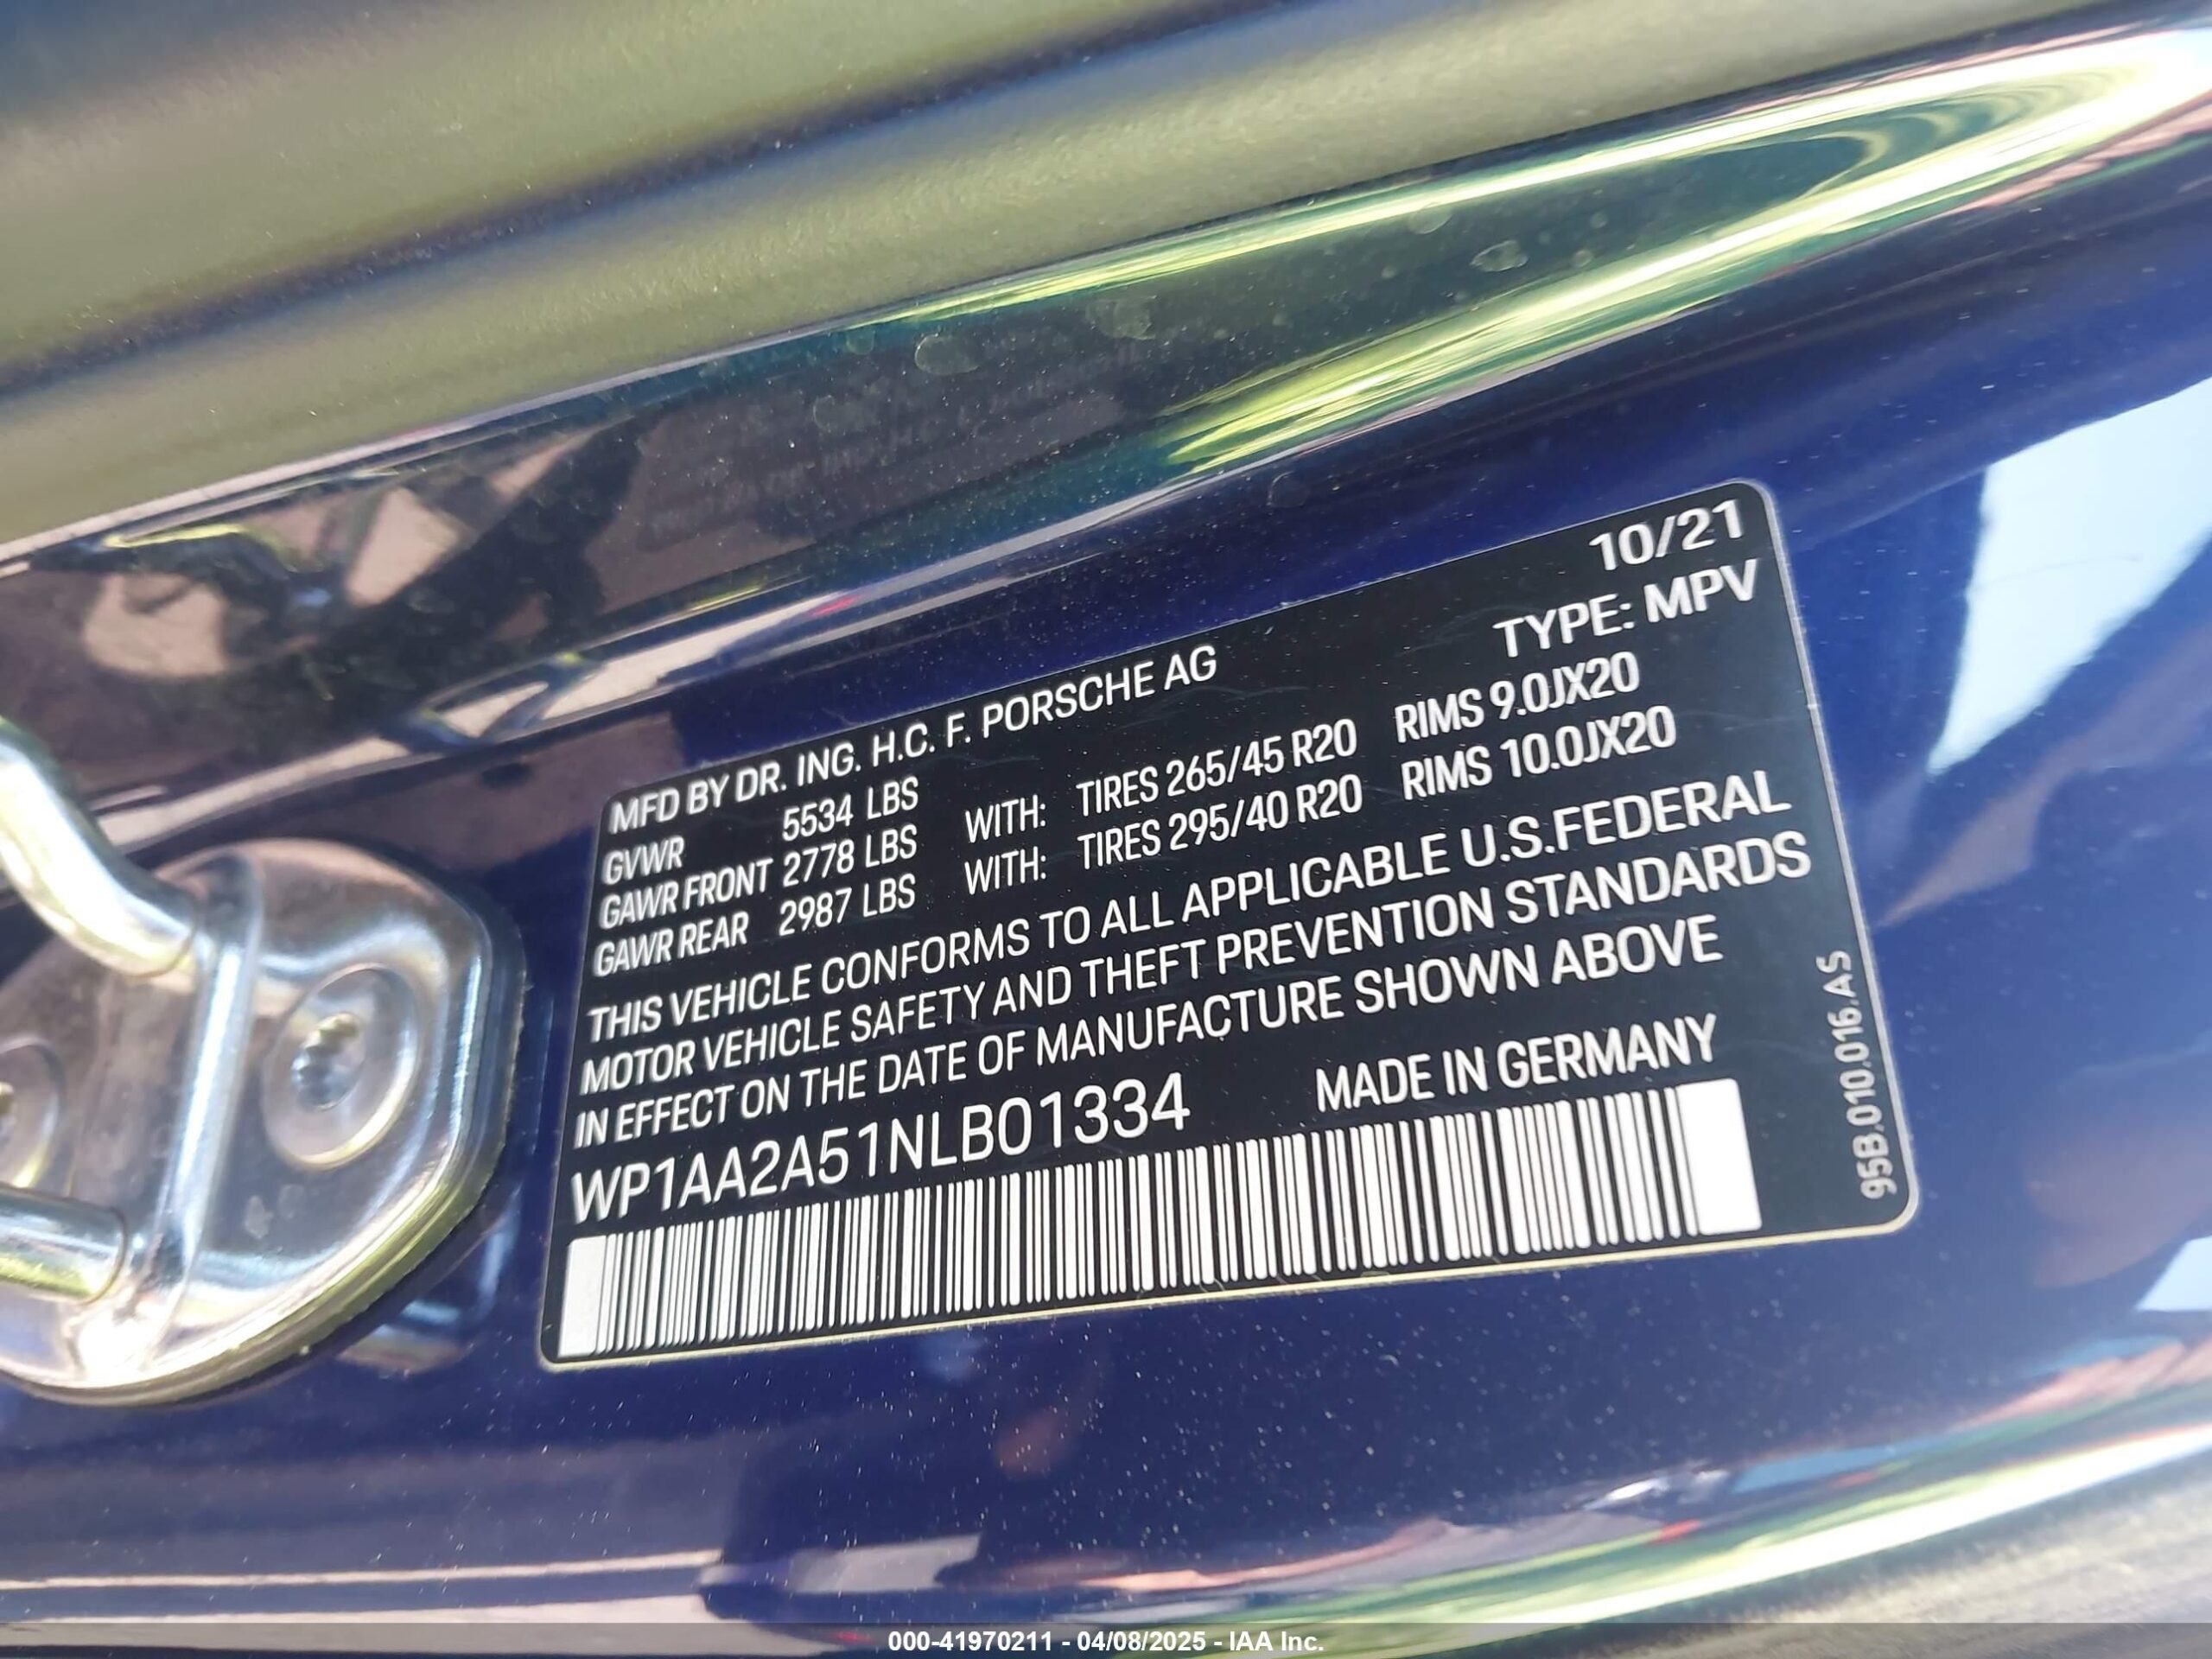 10/21
TYPE: MPV
MFD BY DR. ING. H.C. F. PORSCHE AG
GVWR 5534 LBS
GAWR FRONT 2778 LBS WITH: TIRES 265/45 R20 RIMS 9.0JX20
GAWR REAR 2987 LBS WITH: TIRES 295/40 R20 RIMS 10.0JX20
THIS VEHICLE CONFORMS TO ALL APPLICABLE U.S.FEDERAL
MOTOR VEHICLE SAFETY AND THEFT PREVENTION STANDARDS
IN EFFECT ON THE DATE OF MANUFACTURE SHOWN ABOVE
WP1AA2A51NLB01334 MADE IN GERMANY
95B.010.016.AS
000-41970211 - 04/08/2025 - IAA Inc.